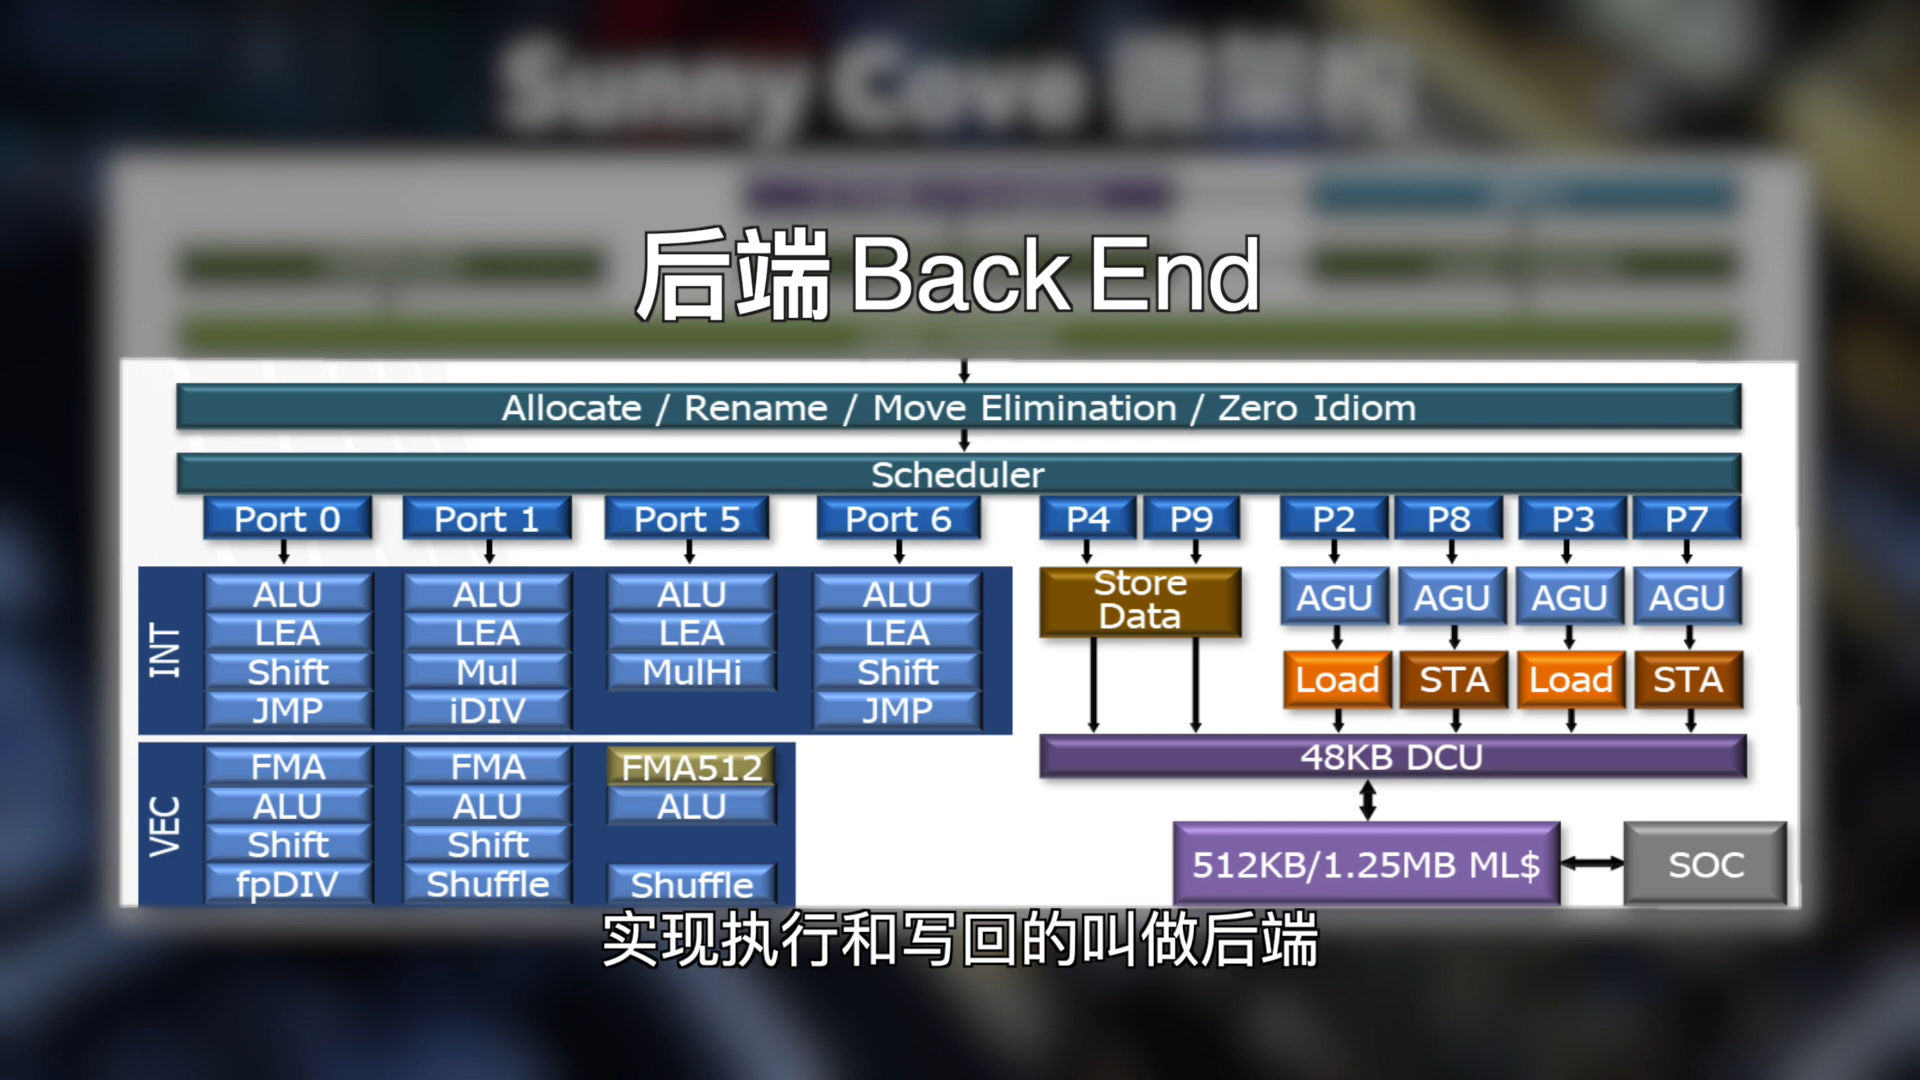 Sunny Cove
后端 Back End
Allocate / Rename / Move Elimination / Zero Idiom
Scheduler
Port 0
Port 1
Port 5
Port 6
P4
P9
P2
P8
P3
P7
INT
ALU
LEA
Shift
JMP
ALU
LEA
Mul
iDIV
ALU
LEA
MulHi
ALU
LEA
Shift
JMP
VEC
FMA
ALU
Shift
fpDIV
FMA
ALU
Shift
Shuffle
FMA512
ALU
Shuffle
Store
Data
AGU
AGU
AGU
AGU
Load
STA
Load
STA
48KB DCU
512KB/1.25MB ML$
SOC
实现执行和写回的叫做后端